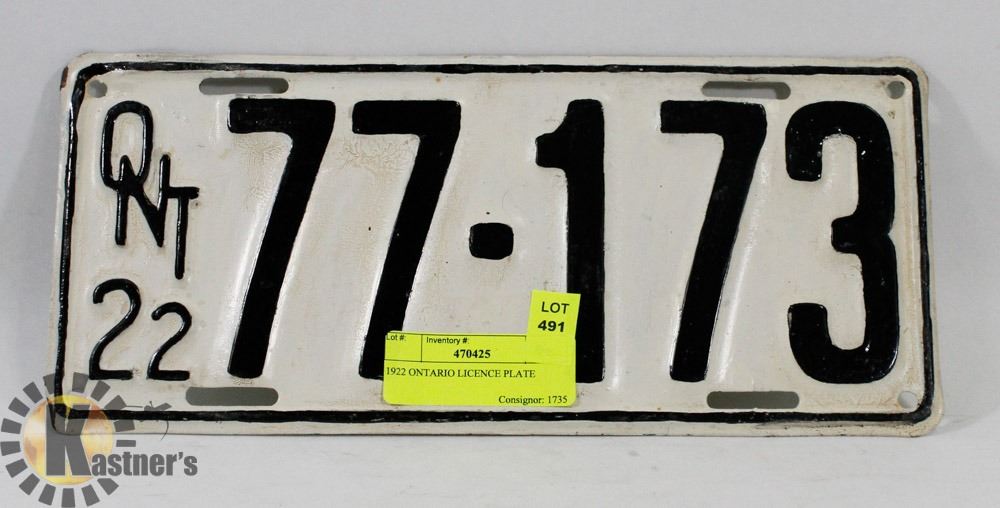 ONT
22
77·173
LOT
491
Lot #: Inventory #:
470425
1922 ONTARIO LICENCE PLATE
Consignor: 1735
Kastner's